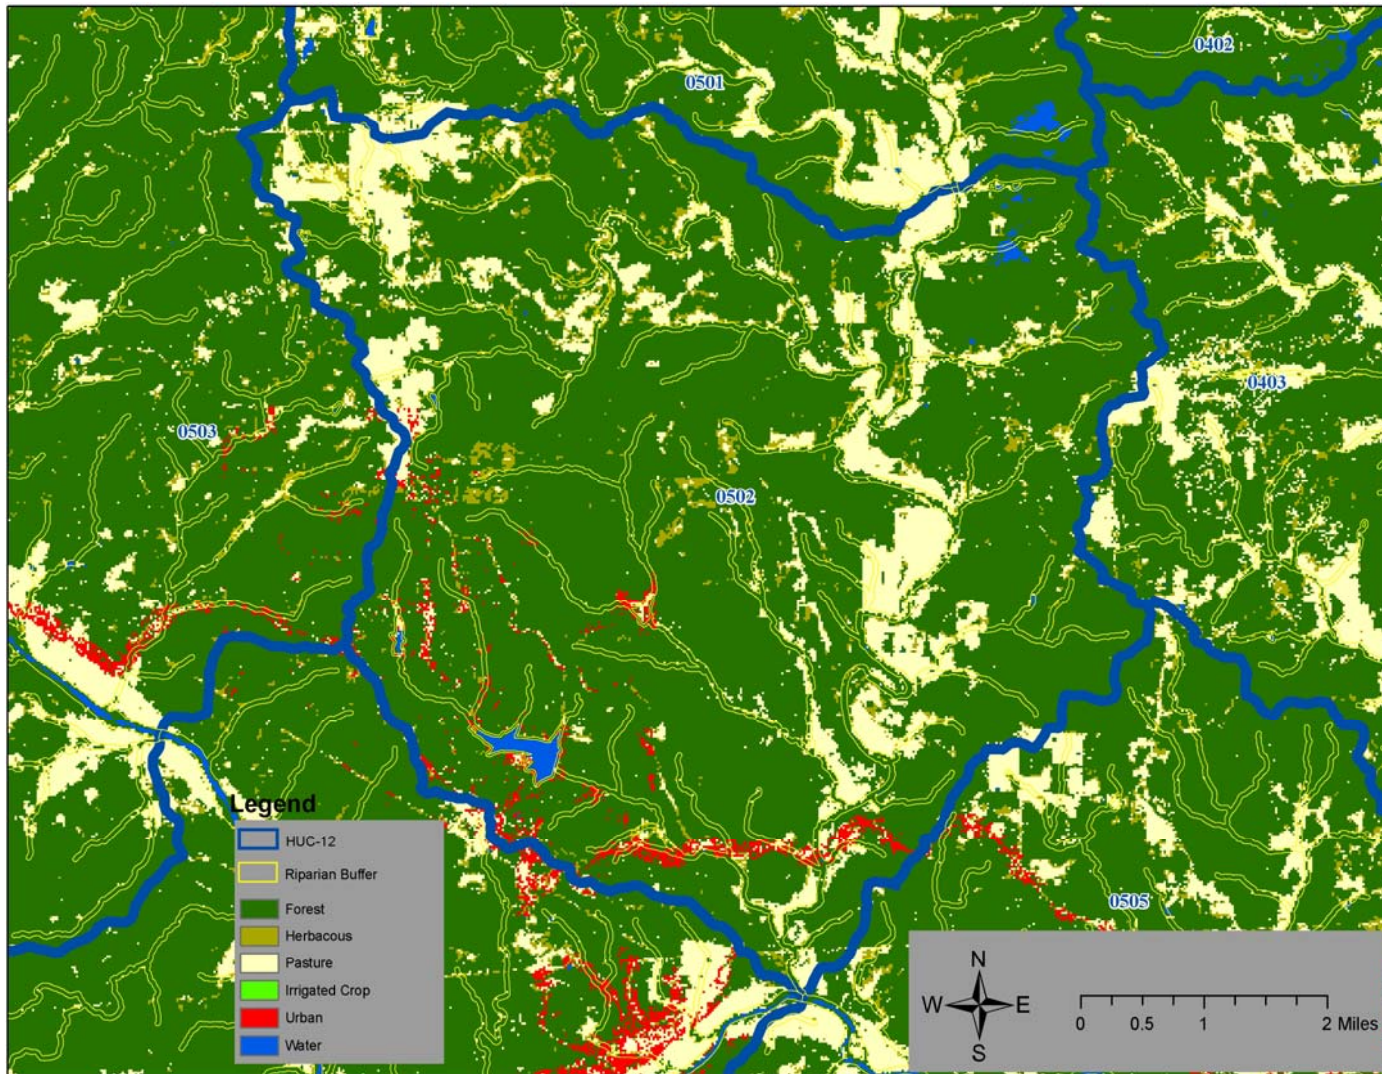 0402
0501
0403
0503
0502
Legend
HUC-12
Riparian Buffer
Forest
Herbacous
Pasture
Irrigated Crop
Urban
Water
0505
N
W E
S
0 0.5 1 2 Miles